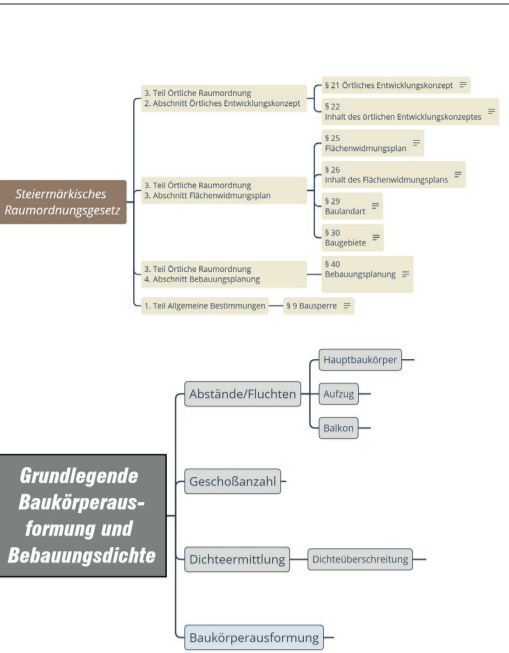 Steiermärkisches
Raumordnungsgesetz
3. Teil Örtliche Raumordnung
2. Abschnitt Örtliches Entwicklungskonzept
§ 21 Örtliches Entwicklungskonzept
§ 22
Inhalt des örtlichen Entwicklungskonzeptes
3. Teil Örtliche Raumordnung
3. Abschnitt Flächenwidmungsplan
§ 25
Flächenwidmungsplan
§ 26
Inhalt des Flächenwidmungsplans
§ 29
Baulandart
§ 30
Baugebiete
3. Teil Örtliche Raumordnung
4. Abschnitt Bebauungsplanung
§ 40
Bebauungsplanung
1. Teil Allgemeine Bestimmungen
§ 9 Bausperre
Grundlegende
Baukörperaus-
formung und
Bebauungsdichte
Abstände/Fluchten
Hauptbaukörper
Aufzug
Balkon
Geschoßanzahl
Dichteermittlung
Dichteüberschreitung
Baukörperausformung